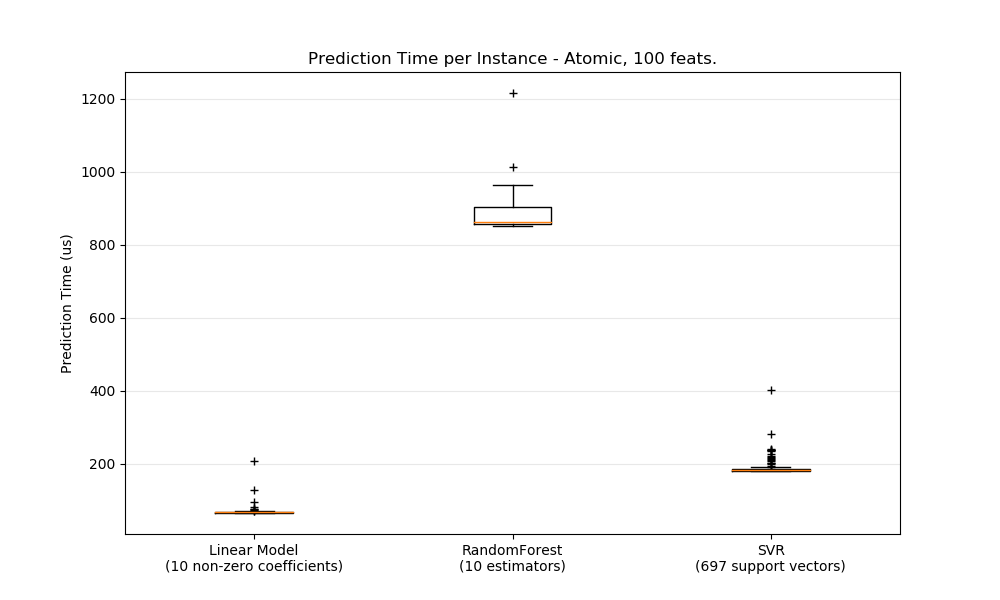 Prediction Time per Instance - Atomic, 100 feats.
1200
1000
800
600
400
200
Prediction Time (us)
Linear Model
(10 non-zero coefficients)
RandomForest
(10 estimators)
SVR
(697 support vectors)